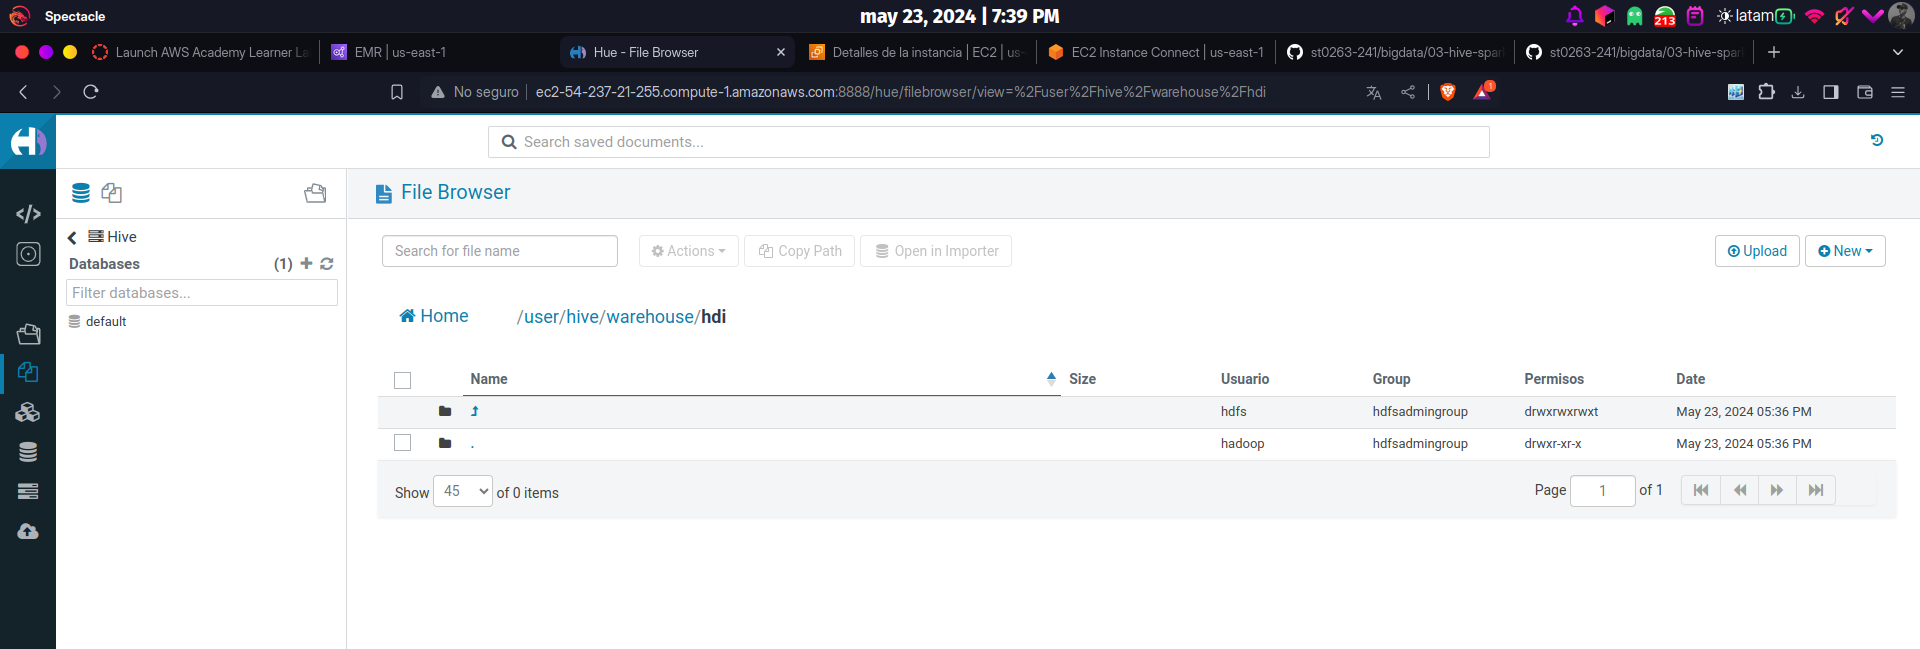 Spectacle
may 23, 2024 | 7:39 PM
213
latam
Launch AWS Academy Learner La
EMR | us-east-1
Hue - File Browser
Detalles de la instancia | EC2 | us-
EC2 Instance Connect | us-east-1
st0263-241/bigdata/03-hive-spar
st0263-241/bigdata/03-hive-spar
No seguro
ec2-54-237-21-255.compute-1.amazonaws.com:8888/hue/filebrowser/view=%2Fuser%2Fhive%2Fwarehouse%2Fhdi
1
Search saved documents...
File Browser
Hive
Databases (1)
Filter databases...
default
Search for file name
Actions
Copy Path
Open in Importer
Upload
New
Home
/user/hive/warehouse/hdi
Name Size Usuario Group Permisos Date
hdfs hdfsadmingroup drwxrwxrwxt May 23, 2024 05:36 PM
. hadoop hdfsadmingroup drwxr-xr-x May 23, 2024 05:36 PM
Show 45 of 0 items
Page 1 of 1